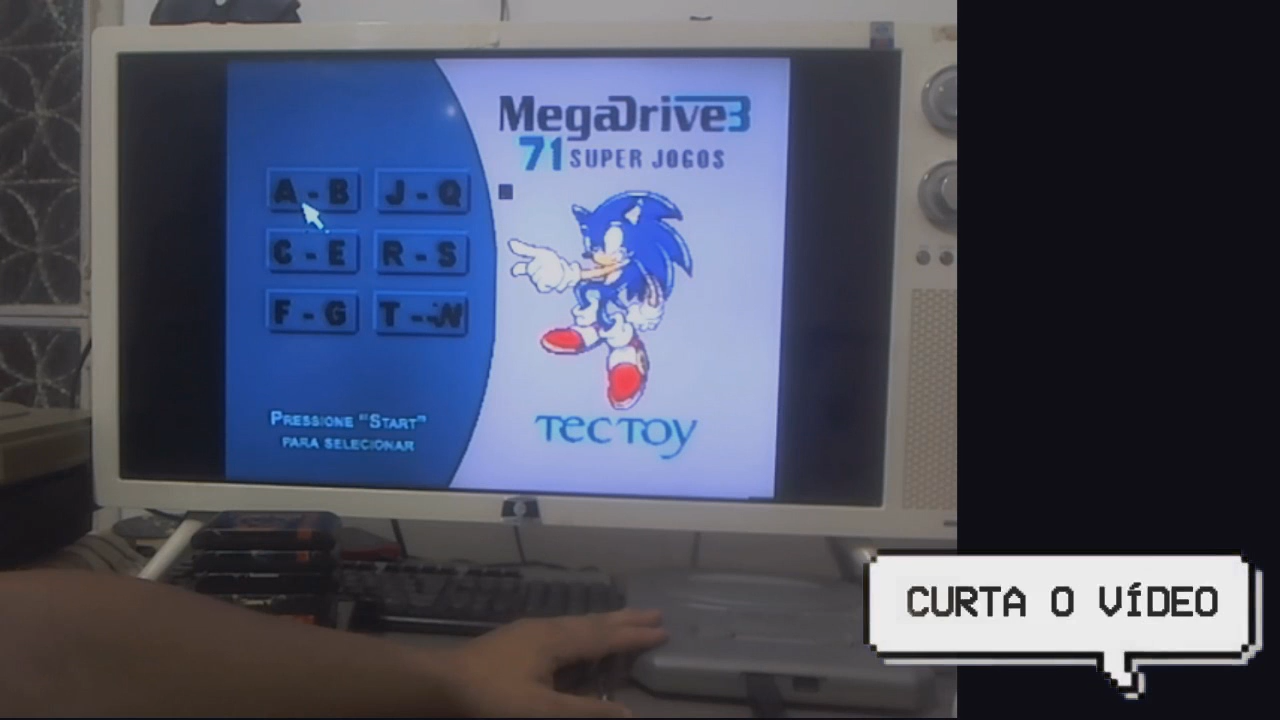 MegaDrive3
71 SUPER JOGOS
A - B
J - Q
C - E
R - S
F - G
T - W
PRESSIONE "START"
PARA SELECIONAR
TECTOY
CURTA O VÍDEO